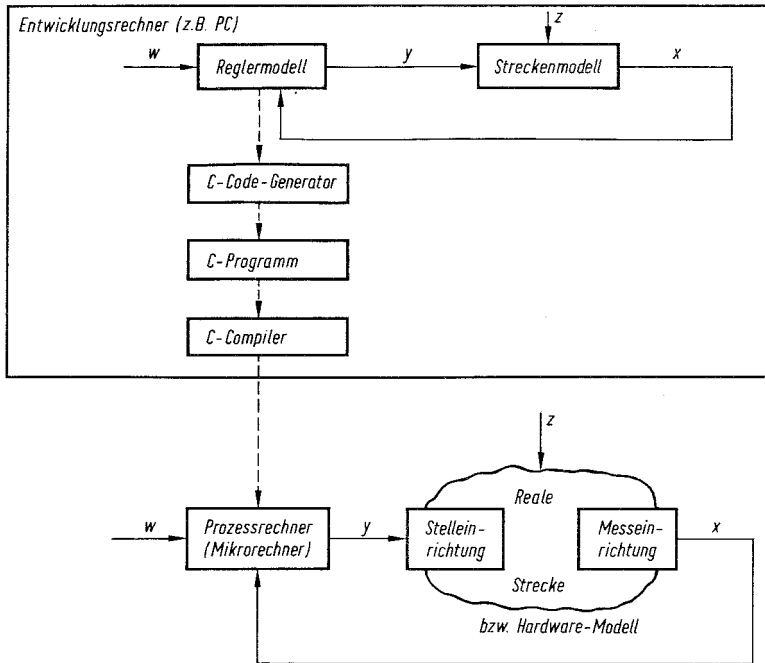 Entwicklungsrechner (z.B. PC)
z
w
Reglermodell
y
Streckenmodell
x
C-Code-Generator
C-Programm
C-Compiler
z
Reale
w
Prozessrechner
(Mikrorechner)
y
Stellein-
richtung
Messein-
richtung
x
Strecke
bzw. Hardware-Modell